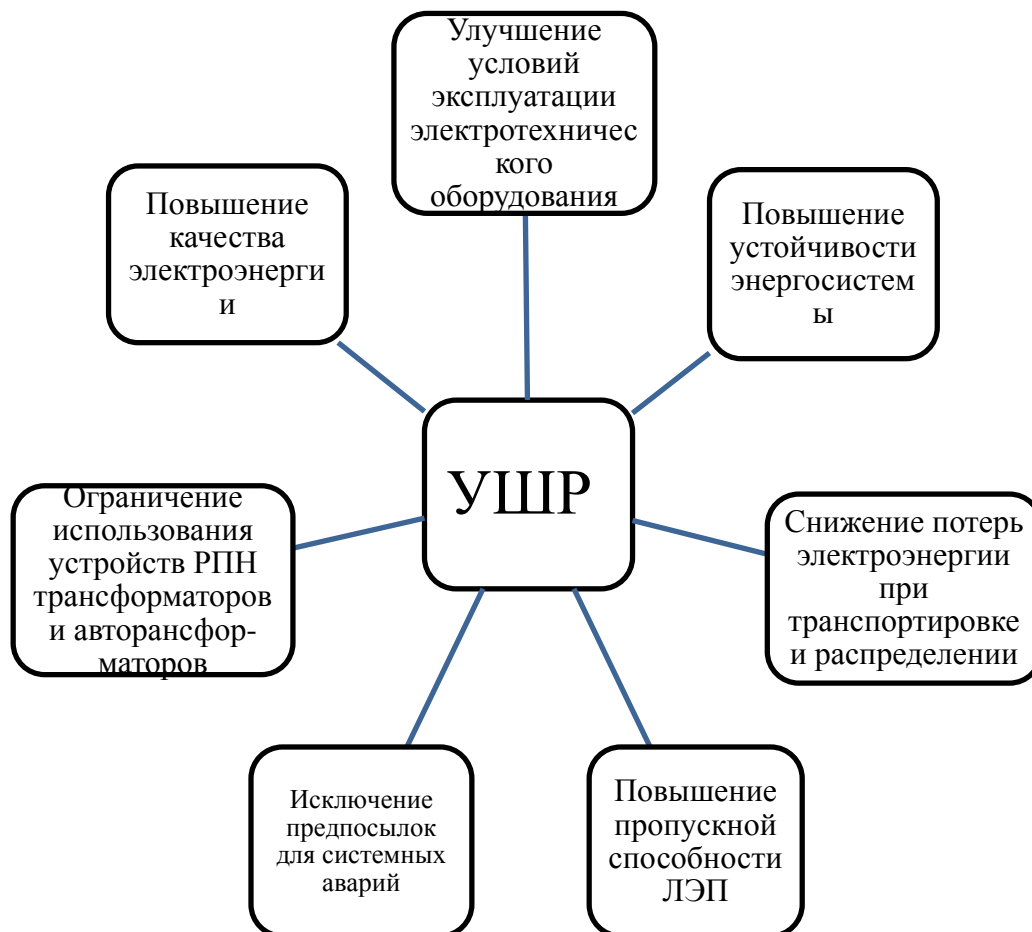 Улучшение
условий
эксплуатации
электротехничес
кого
оборудования
Повышение
качества
электроэнерги
и
Повышение
устойчивости
энергосистем
ы
УШР
Ограничение
использования
устройств РПН
трансформаторов
и авторансфор-
маторов
Снижение потерь
электроэнергии
при
транспортировке
и распределении
Исключение
предпосылок
для системных
аварий
Повышение
пропускной
способности
ЛЭП